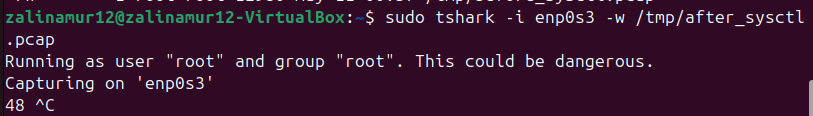 zalinamur12@zalinamur12-VirtualBox:~$ sudo tshark -i enp0s3 -w /tmp/after_sysctl
.pcap
Running as user "root" and group "root". This could be dangerous.
Capturing on 'enp0s3'
48 ^C